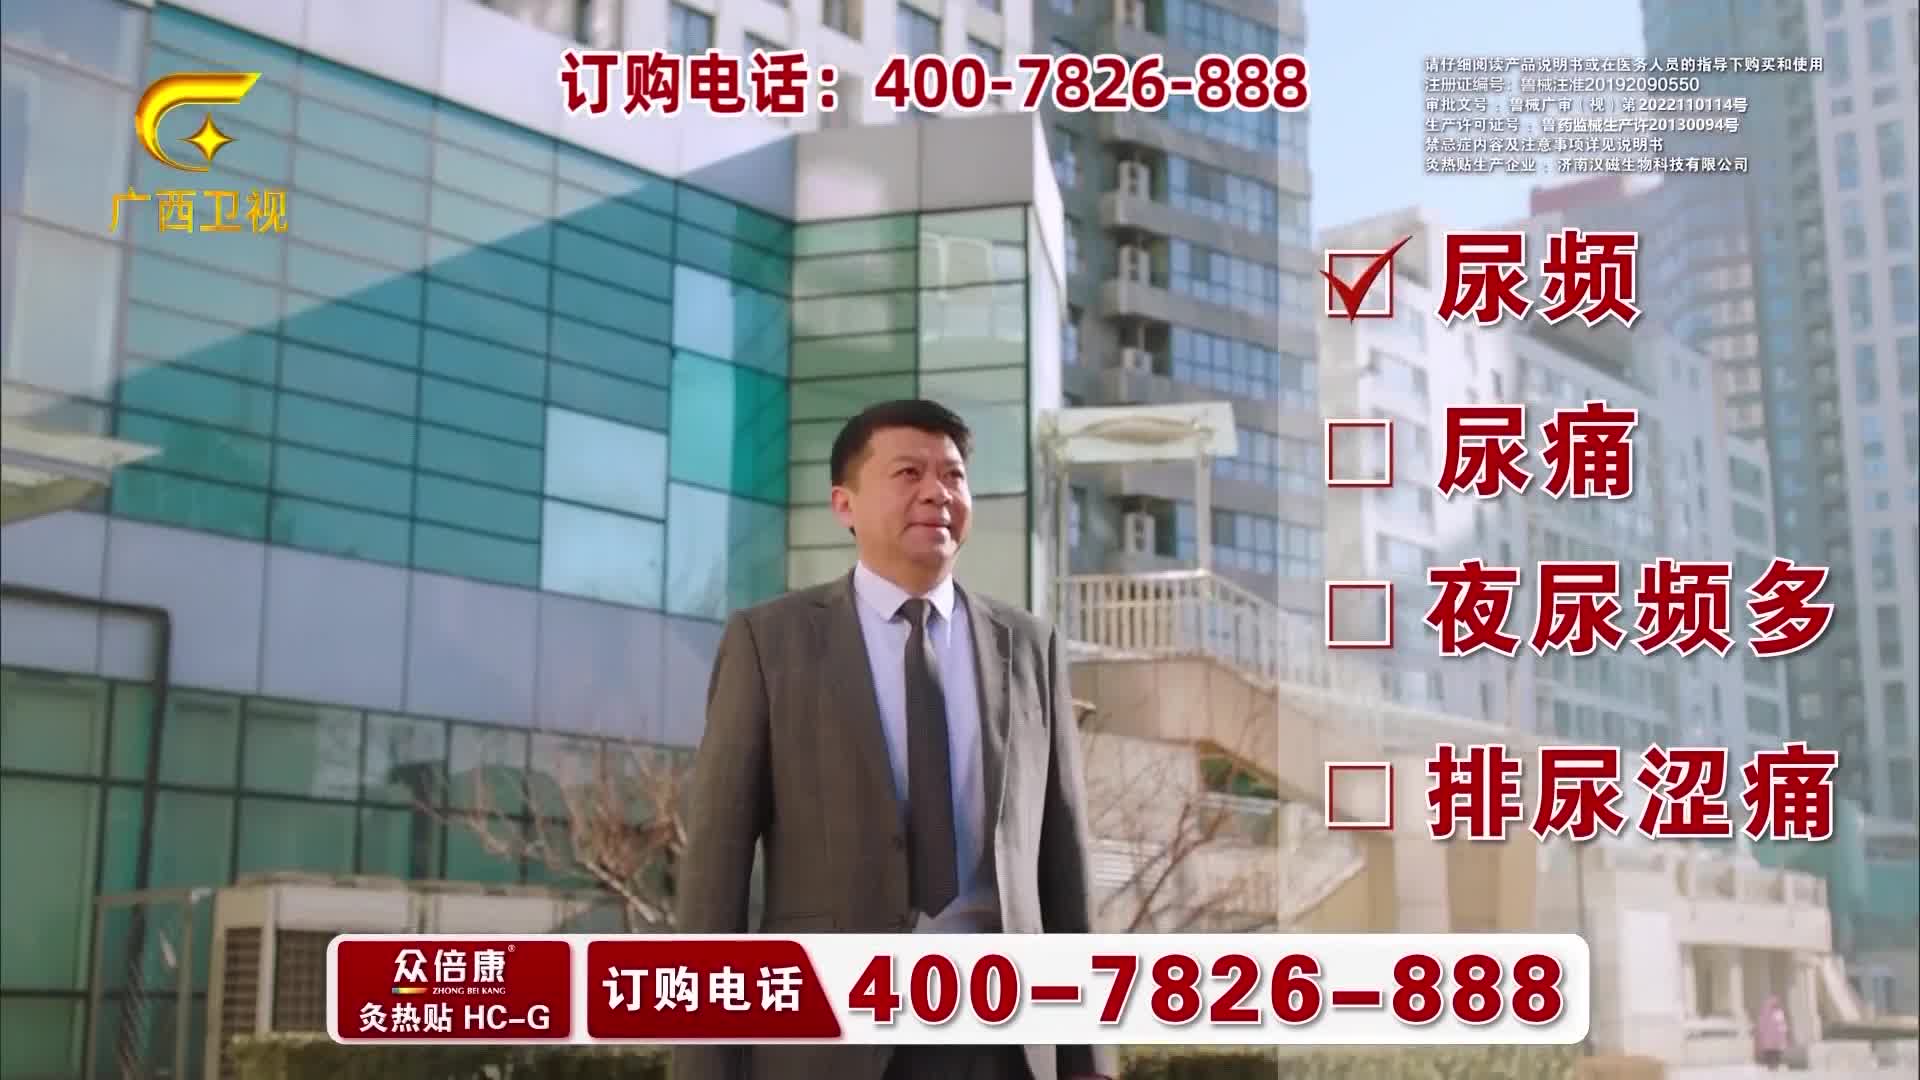 订购电话：400-7826-888
请仔细阅读产品说明书或在医务人员的指导下购买和使用
注册证编号：鲁械注准20192090550
审批文号：鲁械广审（视）第2022110114号
生产许可证号：鲁药监械生产许20130094号
禁忌症内容及注意事项详见说明书
灸热贴生产企业：济南汉磁生物科技有限公司
广西卫视
尿频
尿痛
夜尿频多
排尿涩痛
众倍康®
ZHONG BEI KANG
灸热贴 HC-G
订购电话
400-7826-888